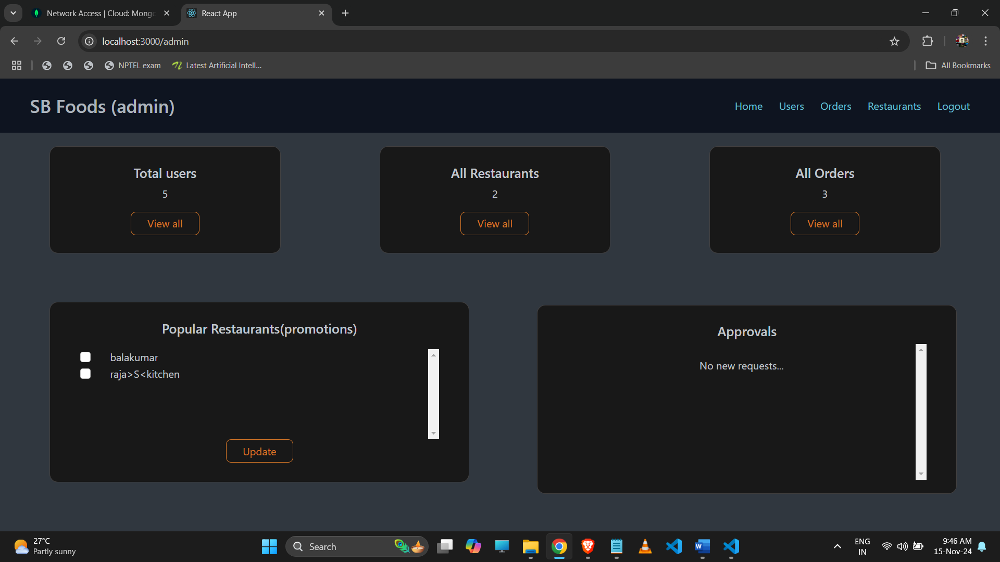 Network Access | Cloud: Mongo
React App
localhost:3000/admin
NPTEL exam
Latest Artificial Intell...
All Bookmarks
SB Foods (admin)
Home Users Orders Restaurants Logout
Total users
5
View all
All Restaurants
2
View all
All Orders
3
View all
Popular Restaurants(promotions)
balakumar
raja>S<kitchen
Update
Approvals
No new requests...
27°C
Partly sunny
Search
ENG
IN
9:46 AM
15-Nov-24